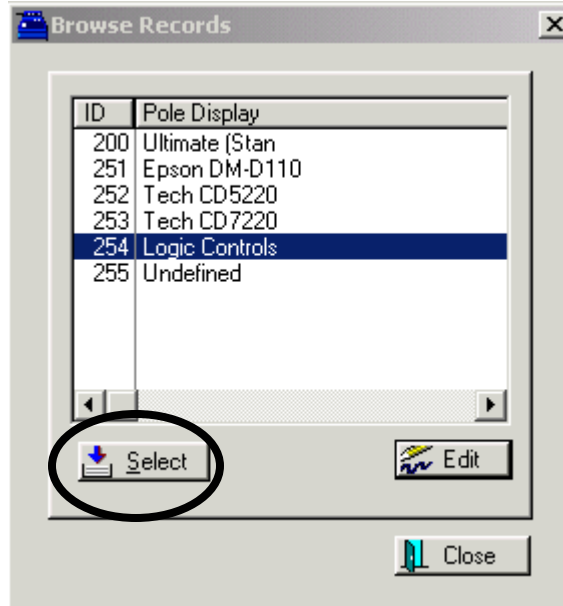 Browse Records
ID Pole Display
200 Ultimate (Stan
251 Epson DM-D110
252 Tech CD5220
253 Tech CD7220
254 Logic Controls
255 Undefined
Select Edit
Close